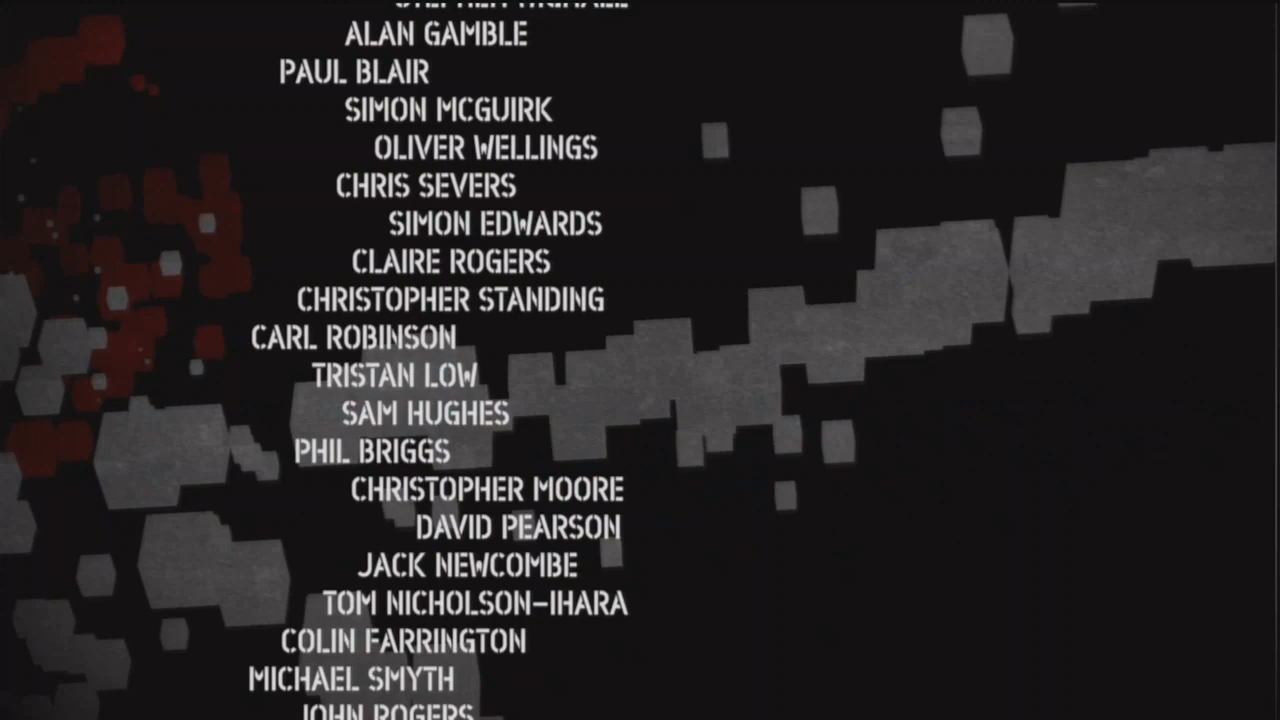 ALAN GAMBLE
PAUL BLAIR
SIMON MCGUIRK
OLIVER WELLINGS
CHRIS SEVERS
SIMON EDWARDS
CLAIRE ROGERS
CHRISTOPHER STANDING
CARL ROBINSON
TRISTAN LOW
SAM HUGHES
PHIL BRIGGS
CHRISTOPHER MOORE
DAVID PEARSON
JACK NEWCOMBE
TOM NICHOLSON-IHARA
COLIN FARRINGTON
MICHAEL SMYTH
JOHN ROGERS